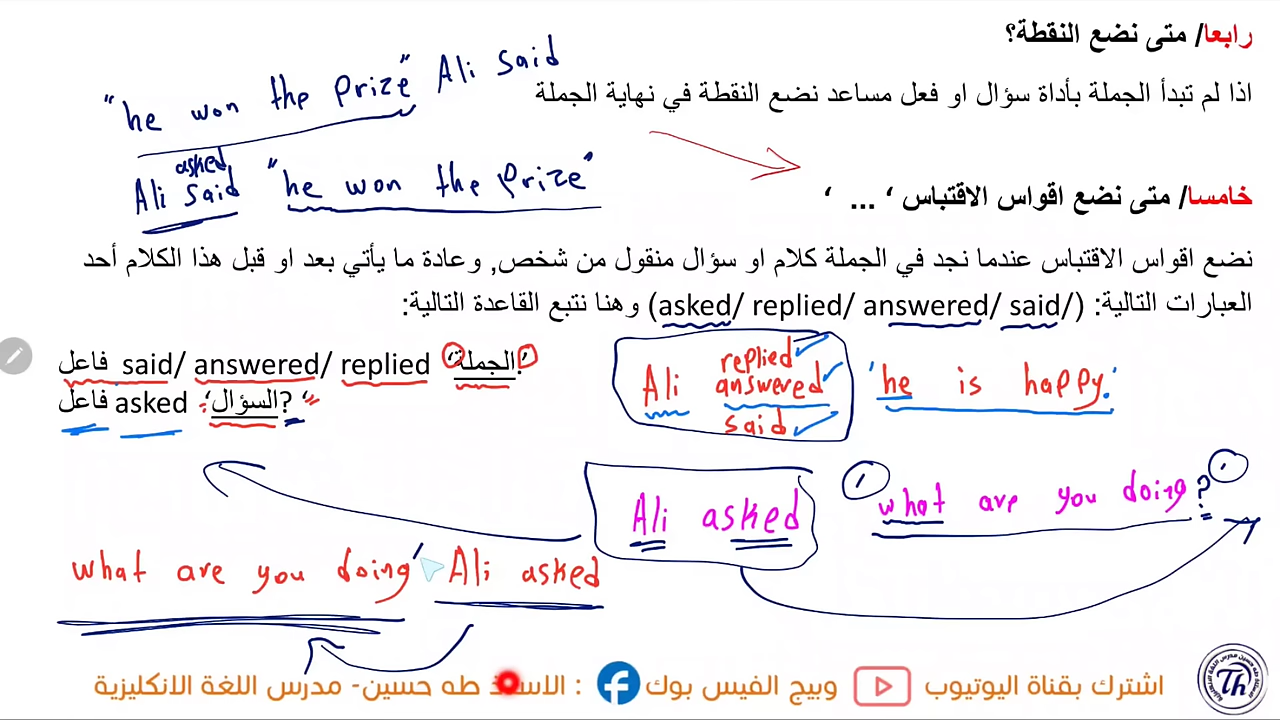 رابعا/ متى نضع النقطة؟
"he won the prize" Ali said
اذا لم تبدأ الجملة بأداة سؤال او فعل مساعد نضع النقطة في نهاية الجملة
asked
Ali said "he won the prize"
خامسا/ متى نضع اقواس الاقتباس ‘ ... ‘
نضع اقواس الاقتباس عندما نجد في الجملة كلام او سؤال منقول من شخص, وعادة ما يأتي بعد او قبل هذا الكلام أحد
العبارات التالية: (/asked/ replied/ answered/ said) وهنا نتبع القاعدة التالية:
فاعل said/ answered/ replied ‘الجملة.’
فاعل asked ‘السؤال?’
replied
Ali answered 'he is happy.'
said
Ali asked 'what are you doing?'
what are you doing' Ali asked
اشترك بقناة اليوتيوب وبيج الفيس بوك : الاستاذ طه حسين- مدرس اللغة الانكليزية
Th